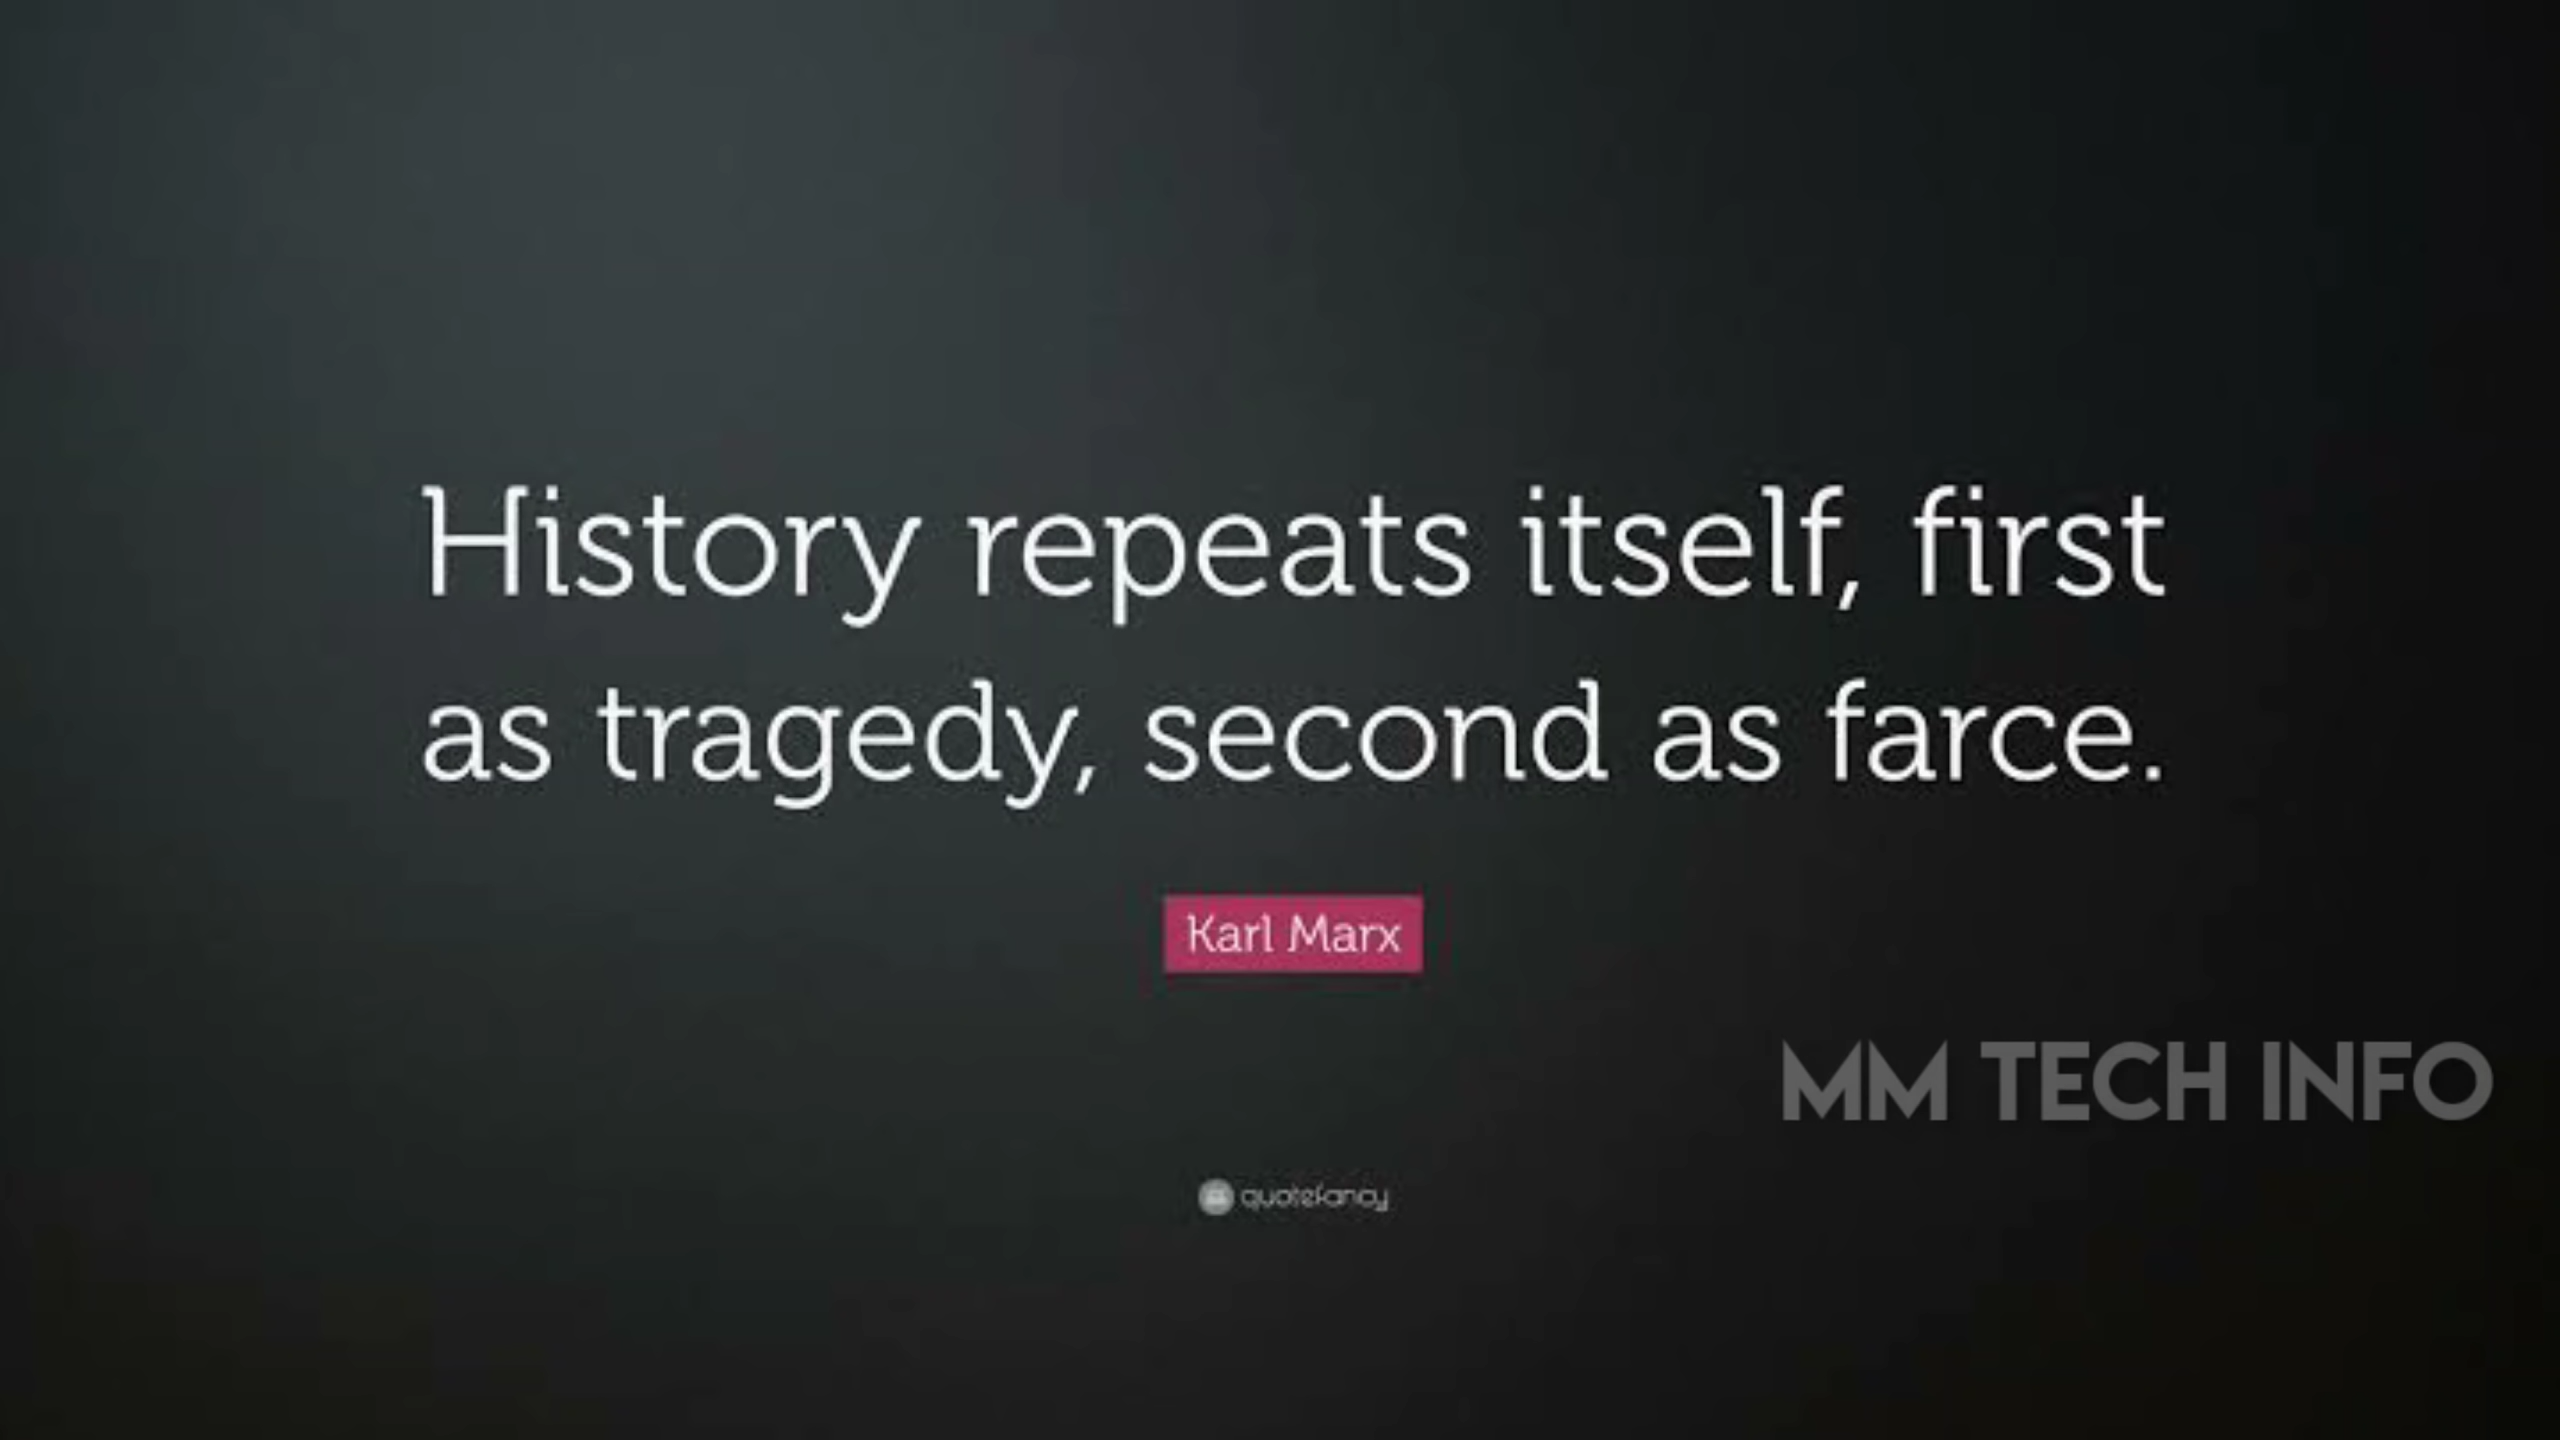 History repeats itself, first
as tragedy, second as farce.
Karl Marx
MM TECH INFO
quotefancy